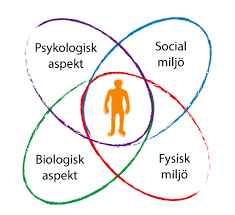 Psykologisk
aspekt
Social
miljö
Biologisk
aspekt
Fysisk
miljö